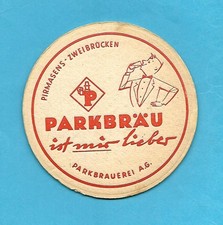 PIRMASENS-ZWEIBRÜCKEN
P
PARKBRÄU
ist mir lieber
PARKBRAUEREI A.G.